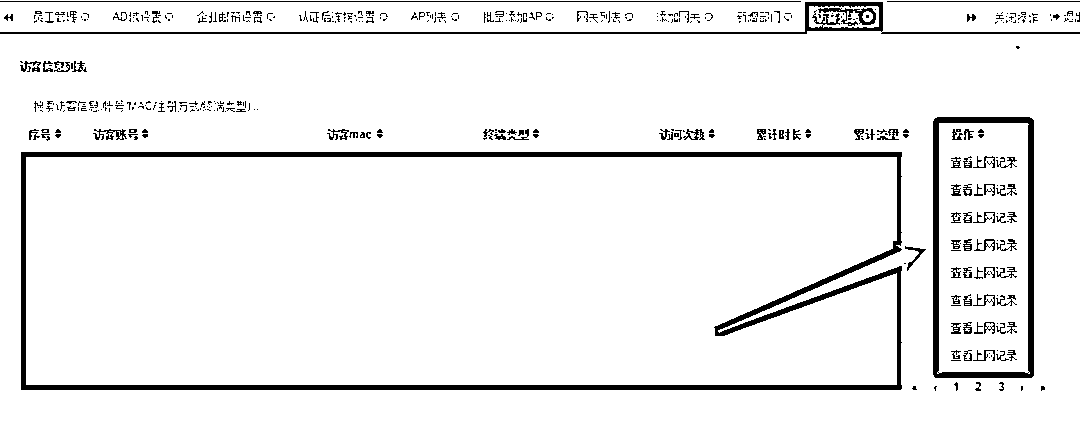 员工管理 AD域设置 企业邮箱设置 认证后连接设置 AP列表 批量添加AP 网关列表 添加网关 新增部门 访客列表 关闭操作 退出
访客信息列表
搜索访客信息:帐号/MAC/注册方式/终端类型)...
序号 访客账号 访客mac 终端类型 访问次数 累计时长 累计流量 操作
查看上网记录
查看上网记录
查看上网记录
查看上网记录
查看上网记录
查看上网记录
查看上网记录
查看上网记录
« ‹ 1 2 3 › »